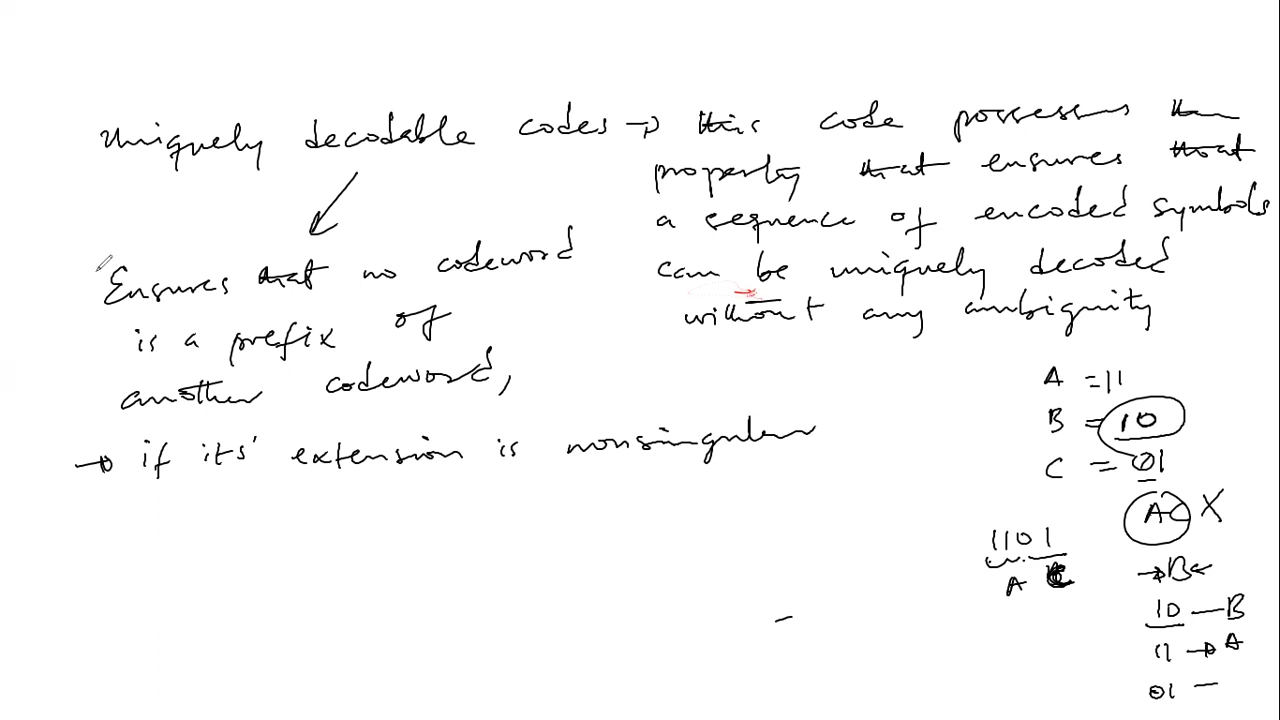 Uniquely decodable codes → this code possesses the
property that ensures that
a sequence of encoded symbols
can be uniquely decoded
without any ambiguity
Ensures that no codeword
is a prefix of
another codeword,
→ if its' extension is nonsingular
A = 11
B = 10
C = 01
AC X
1101
A C
→B←
10 — B
11 → A
01 —